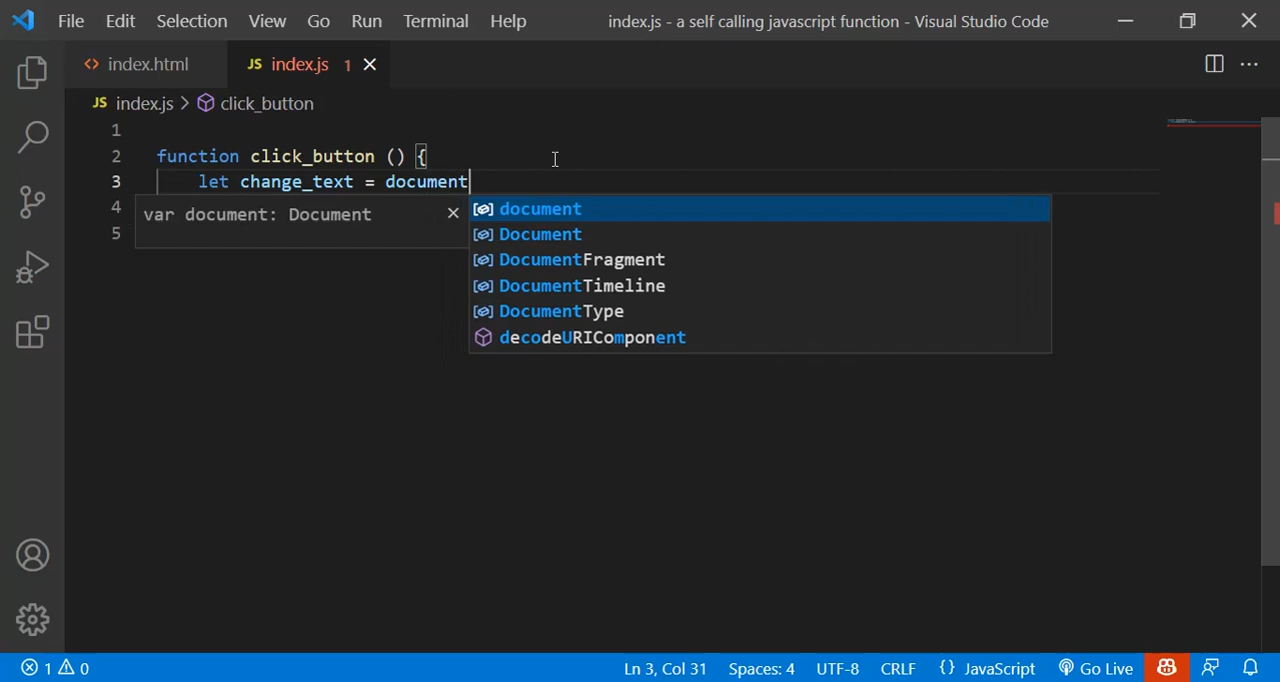 File Edit Selection View Go Run Terminal Help index.js - a self calling javascript function - Visual Studio Code
index.html JS index.js 1
JS index.js > click_button
1
2 function click_button () {
3 let change_text = document
4 var document: Document
5
document
Document
DocumentFragment
DocumentTimeline
DocumentType
decodeURIComponent
1 0 Ln 3, Col 31 Spaces: 4 UTF-8 CRLF {} JavaScript Go Live